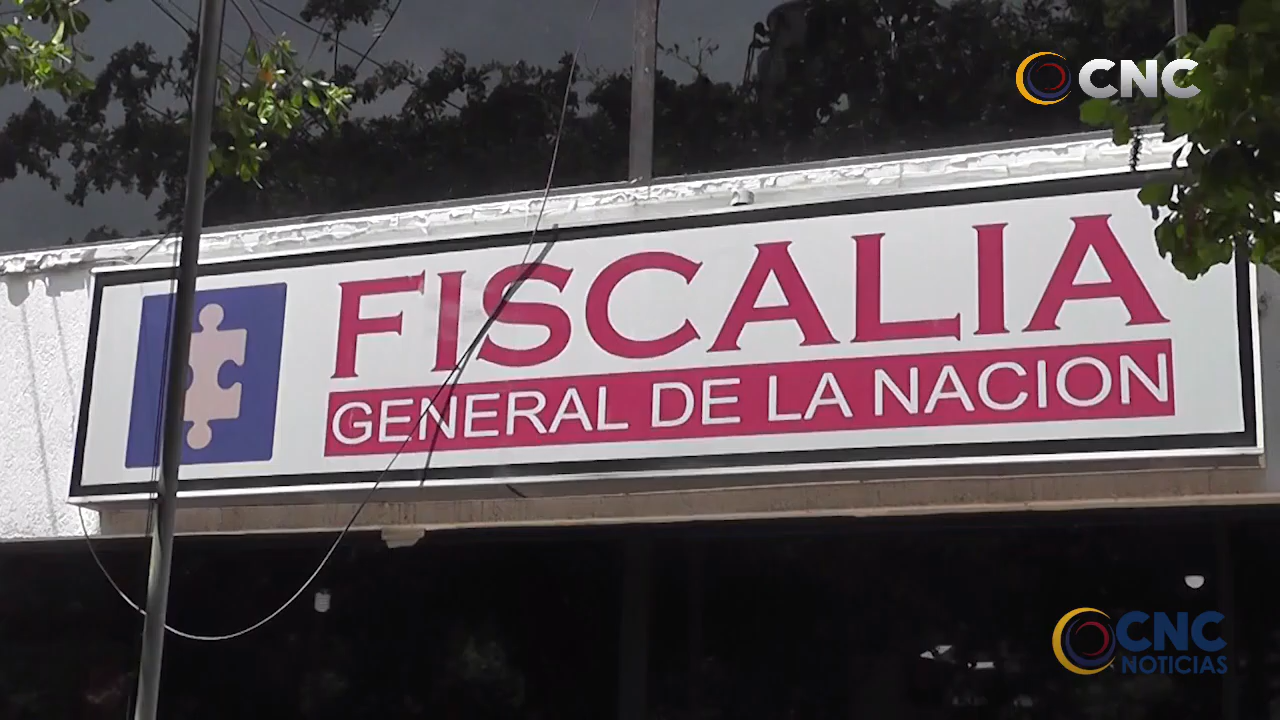 CNC
FISCALIA
GENERAL DE LA NACION
CNC
NOTICIAS